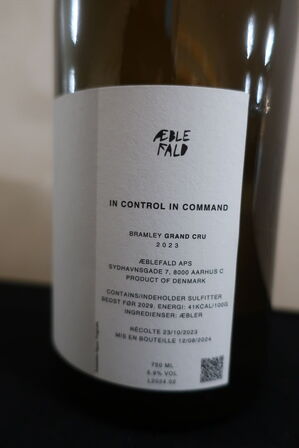 ÆBLE
FALD
IN CONTROL IN COMMAND
BRAMLEY GRAND CRU
2023
ÆBLEFALD APS
SYDHAVNSGADE 7, 8000 AARHUS C
PRODUCT OF DENMARK
CONTAINS/INDEHOLDER SULFITTER
BEDST FØR 2029. ENERGI: 41KCAL/100G
INGREDIENSER: ÆBLER
RÉCOLTE 23/10/2023
MIS EN BOUTEILLE 12/08/2024
750 ML
6.9% VOL
L2024.02